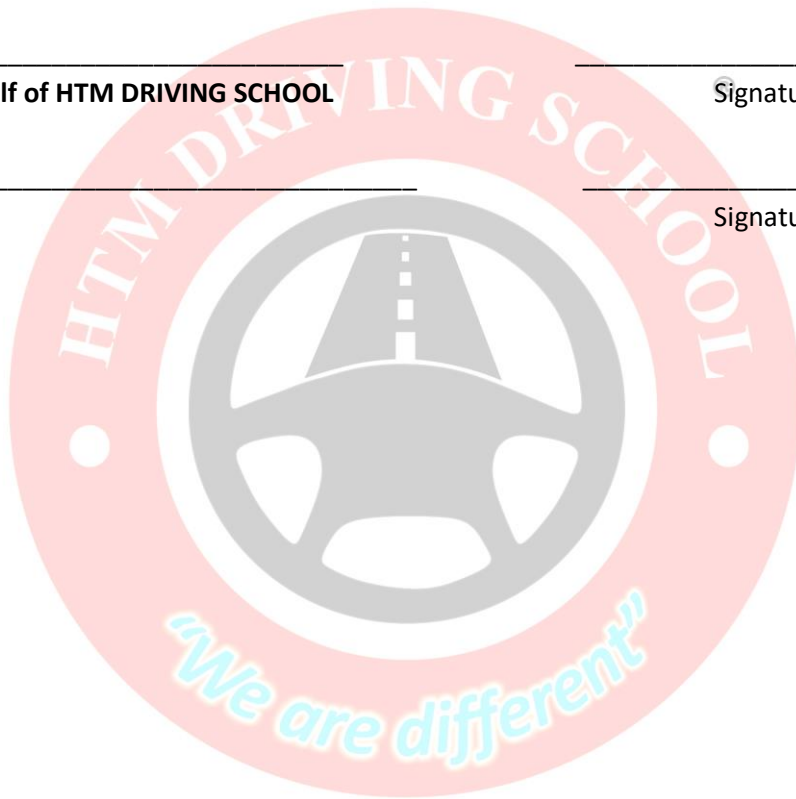 lf of HTM DRIVING SCHOOL Signatu
Signatu
HTM DRIVING SCHOOL
®
“We are different”